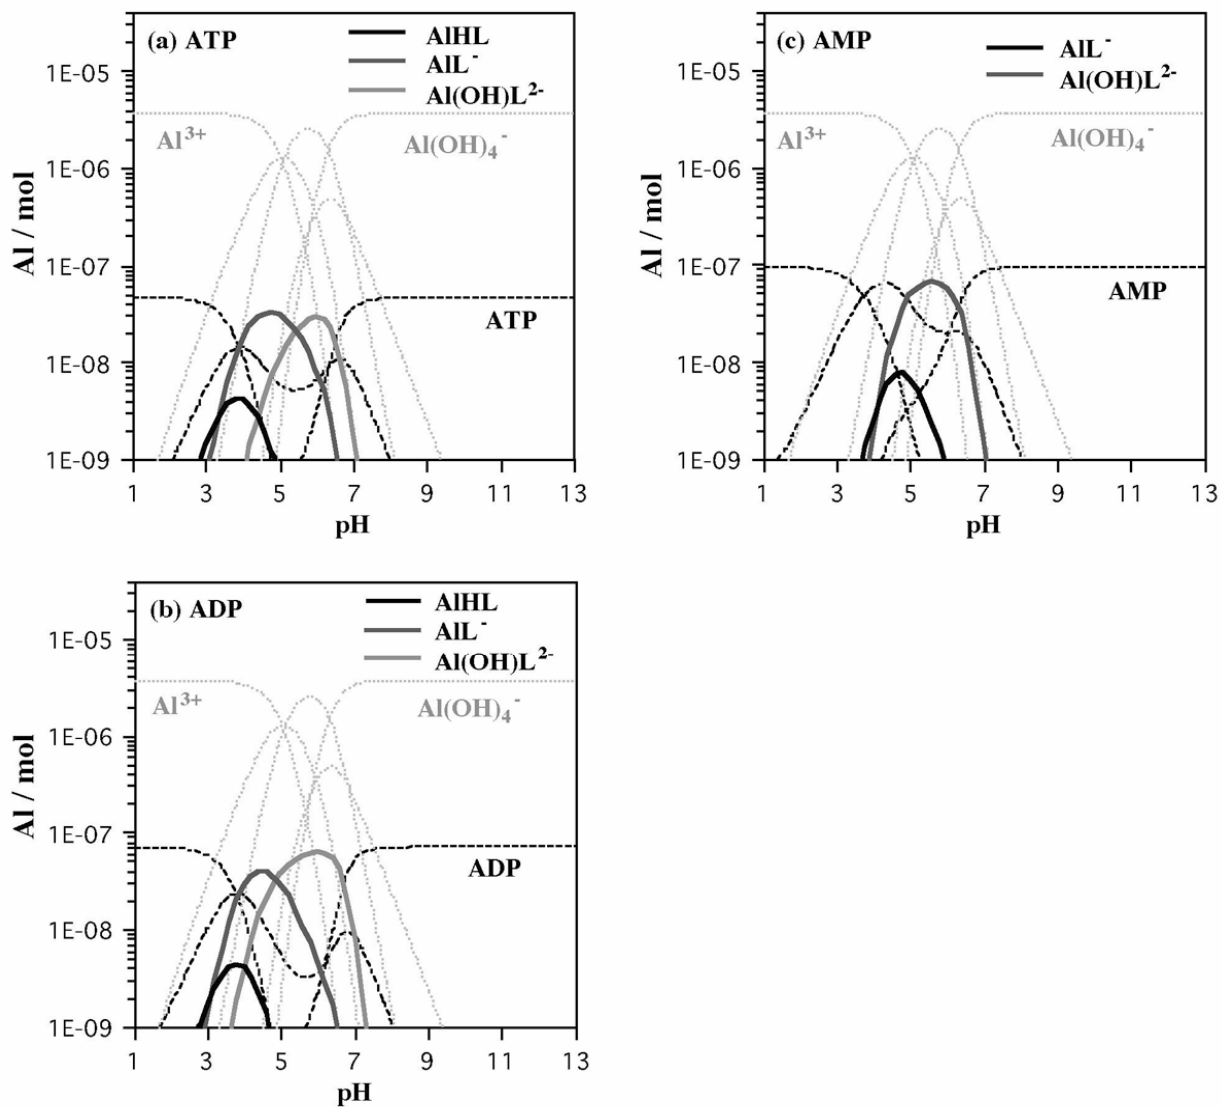 (a) ATP
AlHL
AlL⁻
Al(OH)L²⁻
1E-05
1E-06
1E-07
1E-08
1E-09
Al / mol
Al³⁺
Al(OH)₄⁻
ATP
1 3 5 7 9 11 13
pH
(c) AMP
AlL⁻
Al(OH)L²⁻
1E-05
1E-06
1E-07
1E-08
1E-09
Al / mol
Al³⁺
Al(OH)₄⁻
AMP
1 3 5 7 9 11 13
pH
(b) ADP
AlHL
AlL⁻
Al(OH)L²⁻
1E-05
1E-06
1E-07
1E-08
1E-09
Al / mol
Al³⁺
Al(OH)₄⁻
ADP
1 3 5 7 9 11 13
pH